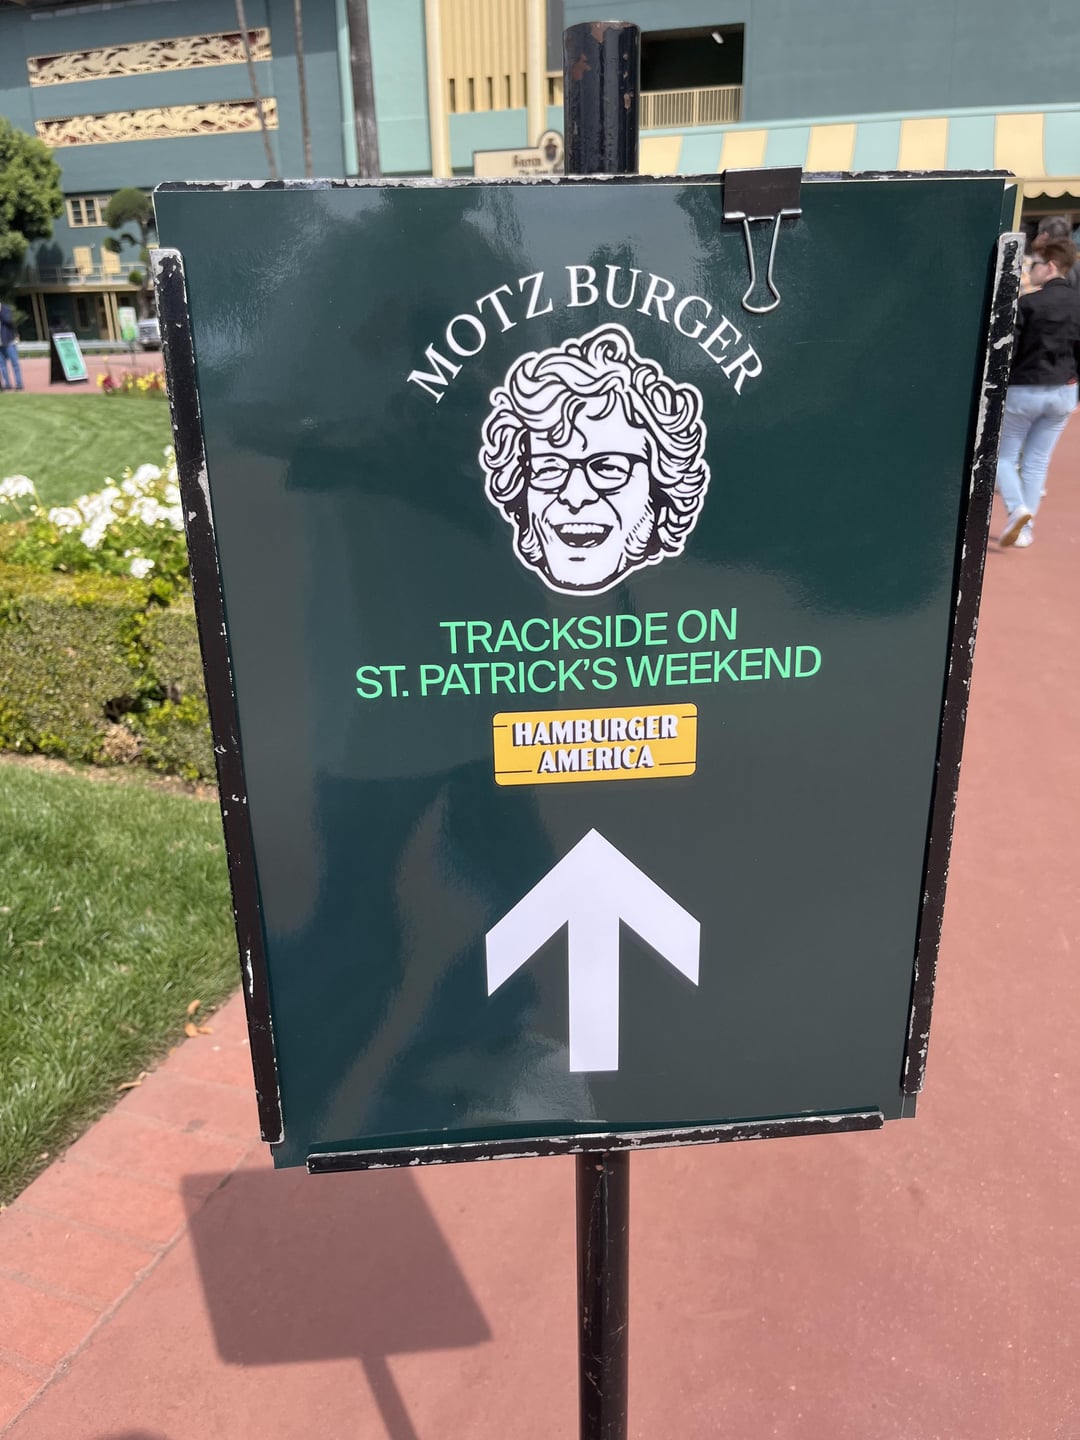 MOTZ BURGER
TRACKSIDE ON
ST. PATRICK'S WEEKEND
HAMBURGER
AMERICA